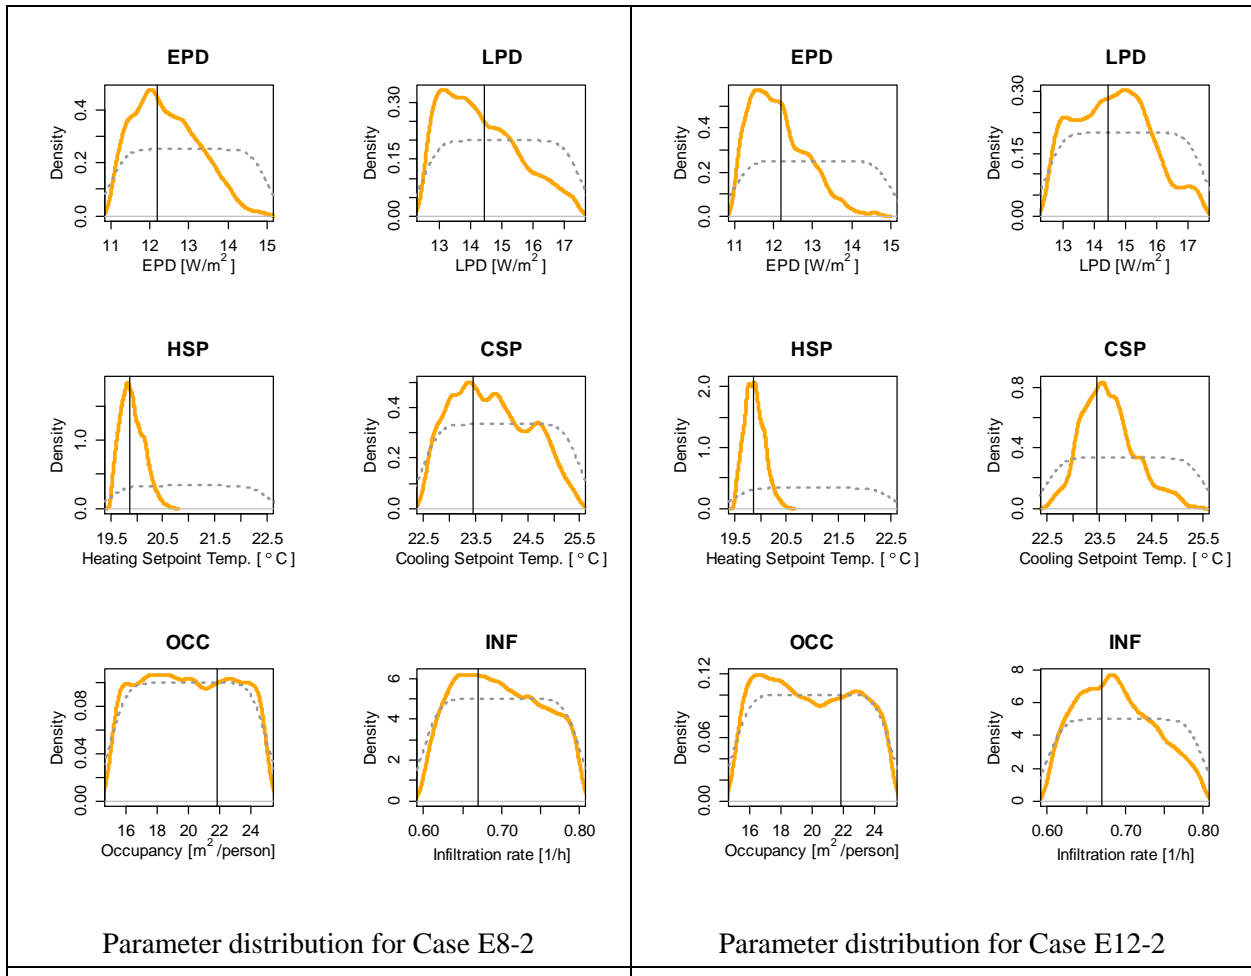 EPD
Density
0.0 0.2 0.4
11 12 13 14 15
EPD [W/m2 ]
LPD
Density
0.00 0.15 0.30
13 14 15 16 17
LPD [W/m2 ]
HSP
Density
0.0 1.0
19.5 20.5 21.5 22.5
Heating Setpoint Temp. [ ° C ]
CSP
Density
0.0 0.2 0.4
22.5 23.5 24.5 25.5
Cooling Setpoint Temp. [ ° C ]
OCC
Density
0.00 0.04 0.08
16 18 20 22 24
Occupancy [m2 /person]
INF
Density
0 2 4 6
0.60 0.70 0.80
Infiltration rate [1/h]
Parameter distribution for Case E8-2
EPD
Density
0.0 0.2 0.4
11 12 13 14 15
EPD [W/m2 ]
LPD
Density
0.00 0.15 0.30
13 14 15 16 17
LPD [W/m2 ]
HSP
Density
0.0 1.0 2.0
19.5 20.5 21.5 22.5
Heating Setpoint Temp. [ ° C ]
CSP
Density
0.0 0.4 0.8
22.5 23.5 24.5 25.5
Cooling Setpoint Temp. [ ° C ]
OCC
Density
0.00 0.06 0.12
16 18 20 22 24
Occupancy [m2 /person]
INF
Density
0 2 4 6 8
0.60 0.70 0.80
Infiltration rate [1/h]
Parameter distribution for Case E12-2